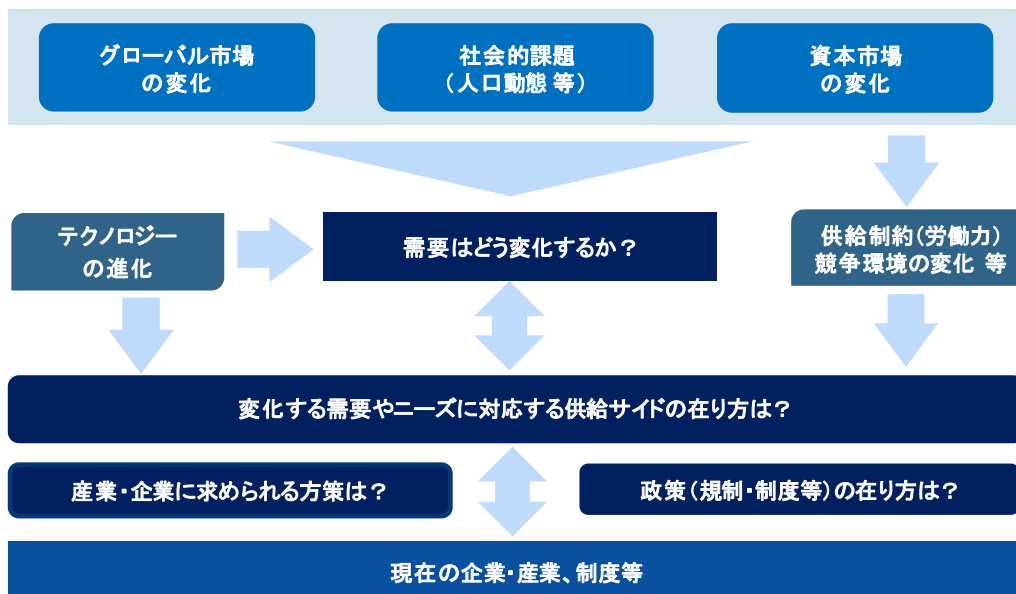 グローバル市場
の変化
社会的課題
（人口動態 等）
資本市場
の変化
テクノロジー
の進化
需要はどう変化するか？
供給制約（労働力）
競争環境の変化 等
変化する需要やニーズに対応する供給サイドの在り方は？
産業・企業に求められる方策は？
政策（規制・制度等）の在り方は？
現在の企業・産業、制度等